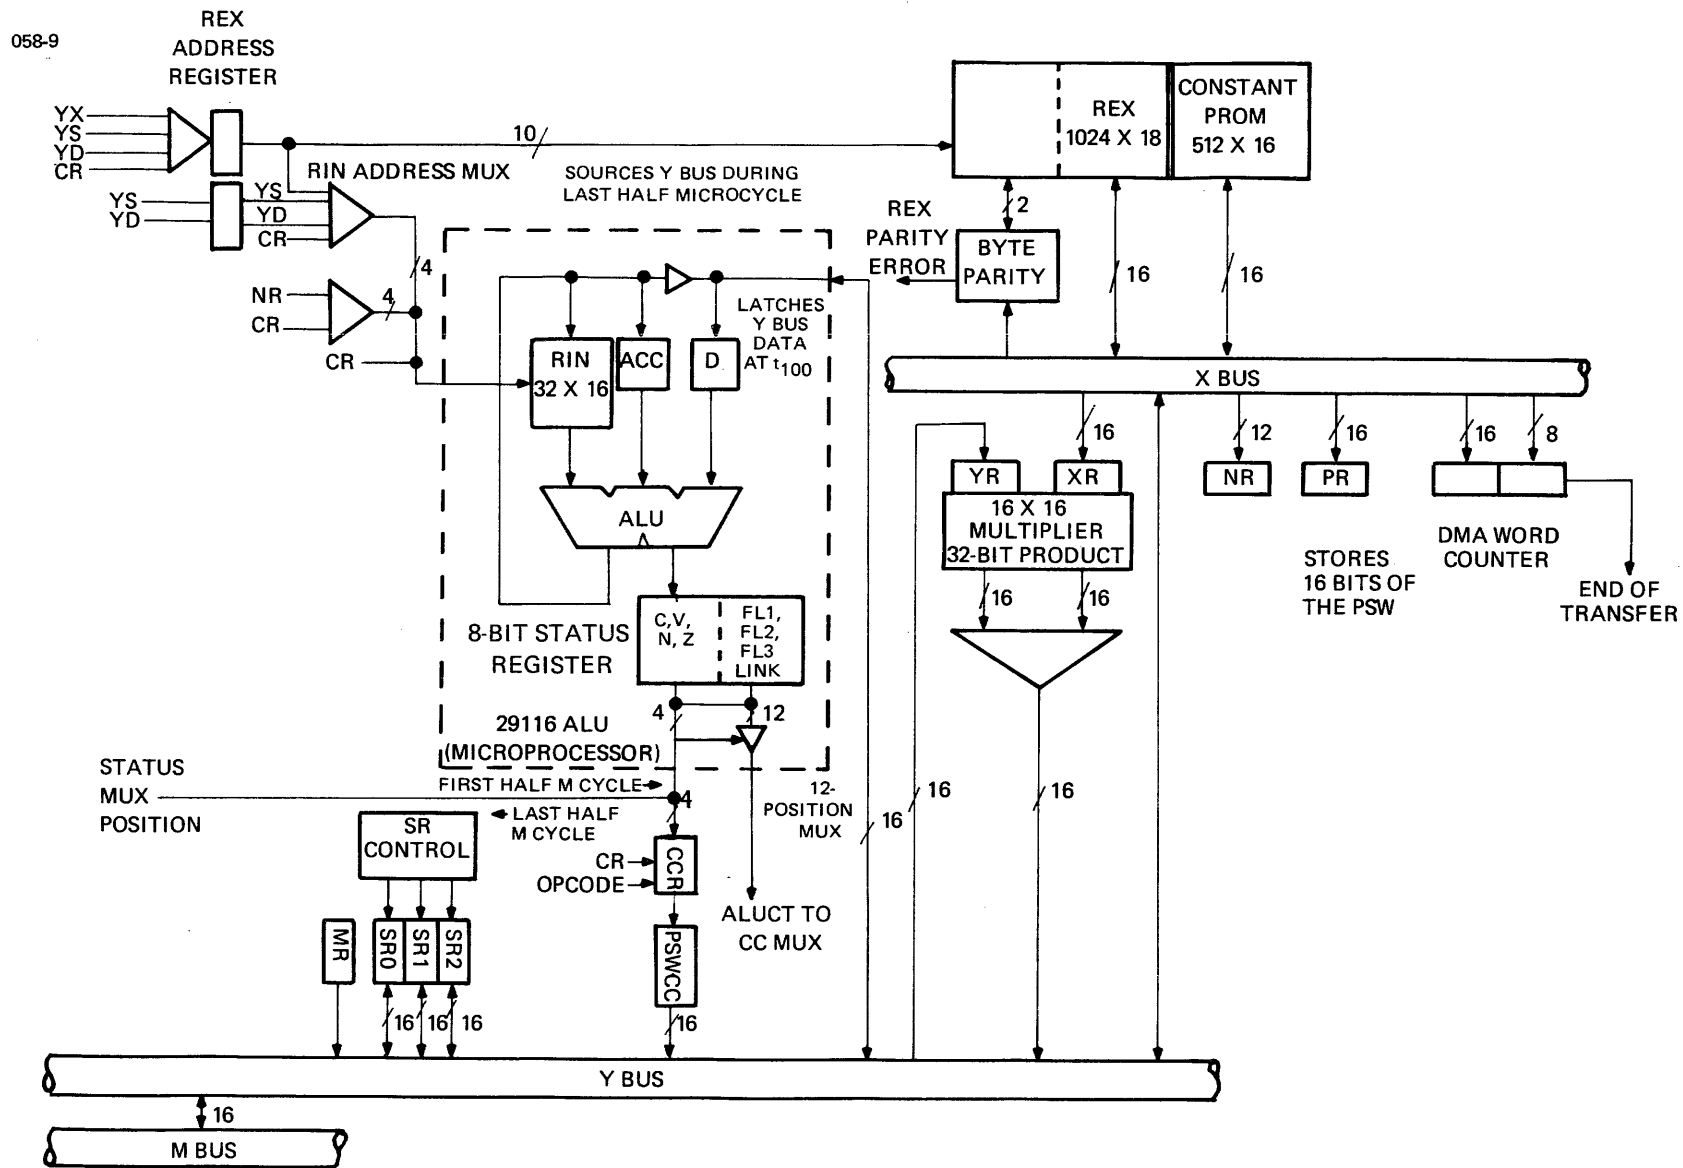 058-9
REX
ADDRESS
REGISTER
YX
YS
YD
CR
YS
YD
RIN ADDRESS MUX
YS
YD
CR
10
SOURCES Y BUS DURING
LAST HALF MICROCYCLE
REX
1024 X 18
CONSTANT
PROM
512 X 16
2
REX
PARITY
ERROR
BYTE
PARITY
16
16
4
NR
CR
4
CR
LATCHES
Y BUS
DATA
AT t100
RIN
32 X 16
ACC
D
X BUS
16
12
16
16
8
YR
XR
NR
PR
16 X 16
MULTIPLIER
32-BIT PRODUCT
ALU
DMA WORD
COUNTER
STORES
16 BITS OF
THE PSW
END OF
TRANSFER
16
16
8-BIT STATUS
REGISTER
C,V,
N, Z
FL1,
FL2,
FL3
LINK
4
12
29116 ALU
(MICROPROCESSOR)
STATUS
MUX
POSITION
FIRST HALF M CYCLE
4
LAST HALF
M CYCLE
12-
POSITION
MUX
16
16
16
SR
CONTROL
CR
OPCODE
CCR
ALUCT TO
CC MUX
MR
SR0
SR1
SR2
PSWCC
16
16
16
16
Y BUS
16
M BUS